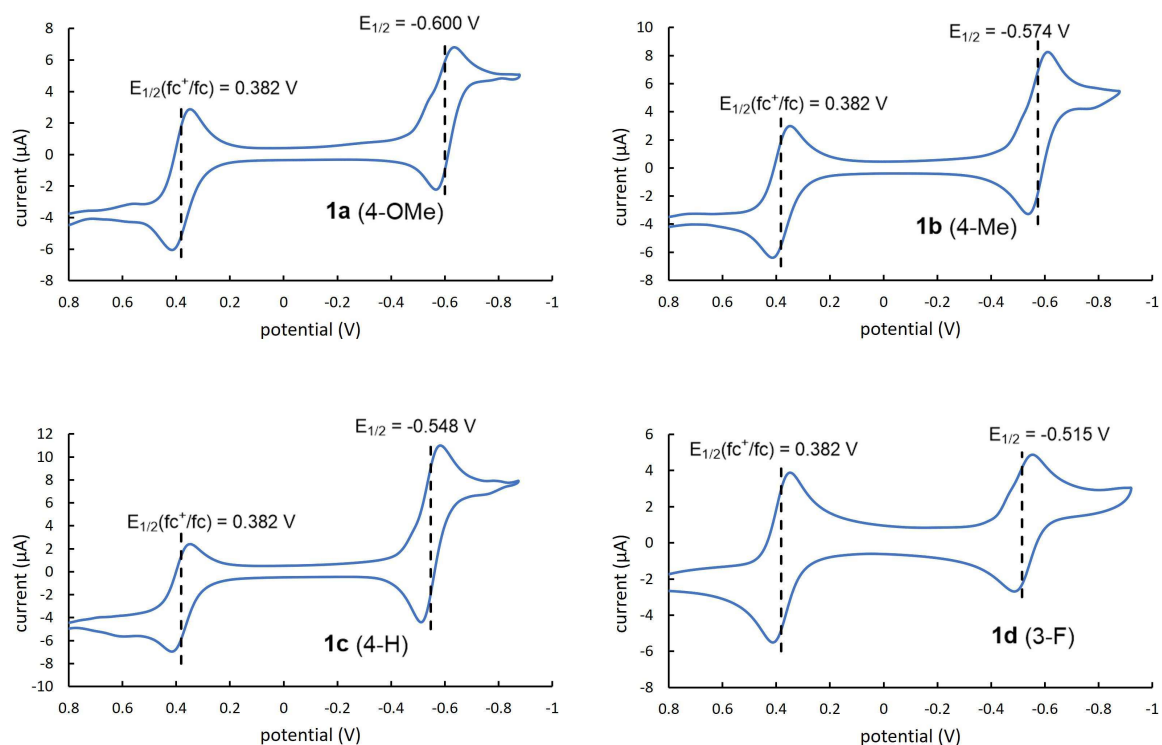 E1/2 = -0.600 V
E1/2(fc+/fc) = 0.382 V
8
6
4
2
0
-2
-4
-6
-8
current (µA)
1a (4-OMe)
0.8 0.6 0.4 0.2 0 -0.2 -0.4 -0.6 -0.8 -1
potential (V)
E1/2 = -0.574 V
E1/2(fc+/fc) = 0.382 V
10
8
6
4
2
0
-2
-4
-6
-8
current (µA)
1b (4-Me)
0.8 0.6 0.4 0.2 0 -0.2 -0.4 -0.6 -0.8 -1
potential (V)
E1/2 = -0.548 V
E1/2(fc+/fc) = 0.382 V
12
10
8
6
4
2
0
-2
-4
-6
-8
-10
current (µA)
1c (4-H)
0.8 0.6 0.4 0.2 0 -0.2 -0.4 -0.6 -0.8 -1
potential (V)
E1/2 = -0.515 V
E1/2(fc+/fc) = 0.382 V
6
4
2
0
-2
-4
-6
-8
current (µA)
1d (3-F)
0.8 0.6 0.4 0.2 0 -0.2 -0.4 -0.6 -0.8 -1
potential (V)